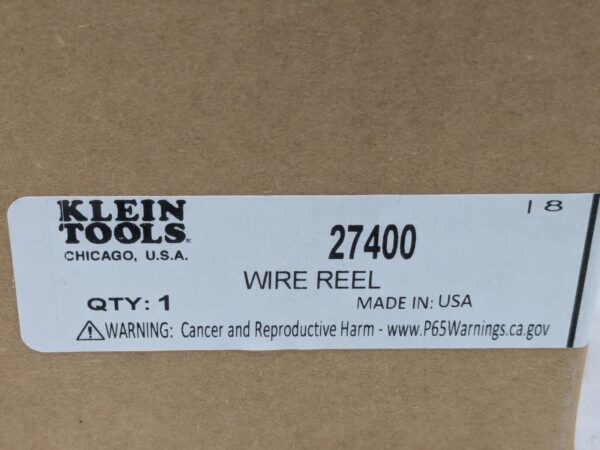 KLEIN
TOOLS®
CHICAGO, U.S.A.
27400
I 8
WIRE REEL
QTY: 1
MADE IN: USA
⚠WARNING: Cancer and Reproductive Harm - www.P65Warnings.ca.gov